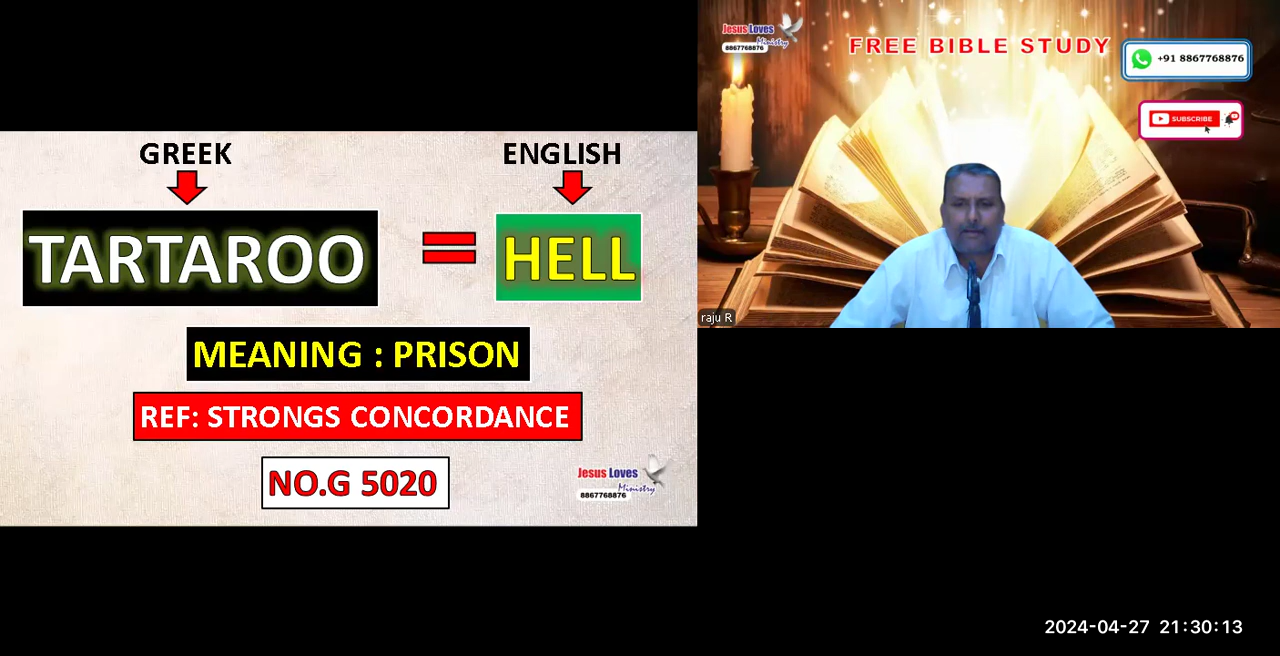 GREEK
ENGLISH
TARTAROO = HELL
MEANING : PRISON
REF: STRONGS CONCORDANCE
NO.G 5020
Jesus Loves
Ministry
8867768876
Jesus Loves
Ministry
8867768876
FREE BIBLE STUDY
+91 8867768876
SUBSCRIBE
raju R
2024-04-27 21:30:13